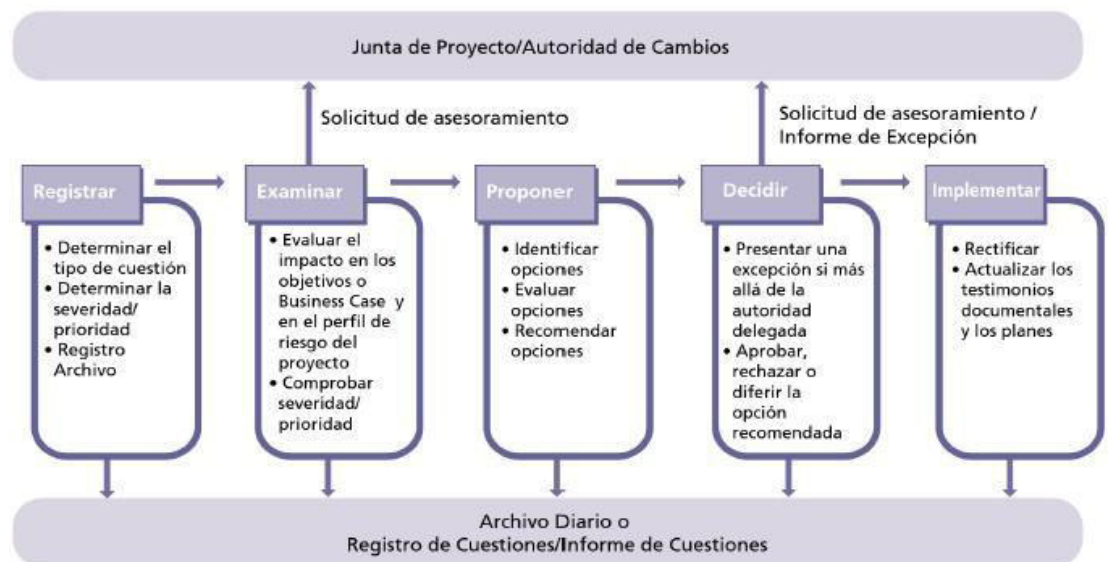 Junta de Proyecto/Autoridad de Cambios
Solicitud de asesoramiento
Solicitud de asesoramiento /
Informe de Excepción
Registrar
Examinar
Proponer
Decidir
Implementar
• Determinar el
tipo de cuestión
• Determinar la
severidad/
prioridad
• Registro
Archivo
• Evaluar el
impacto en los
objetivos o
Business Case y
en el perfil de
riesgo del
proyecto
• Comprobar
severidad/
prioridad
• Identificar
opciones
• Evaluar
opciones
• Recomendar
opciones
• Presentar una
excepción si más
allá de la
autoridad
delegada
• Aprobar,
rechazar o
diferir la
opción
recomendada
• Rectificar
• Actualizar los
testimonios
documentales
y los planes
Archivo Diario o
Registro de Cuestiones/Informe de Cuestiones